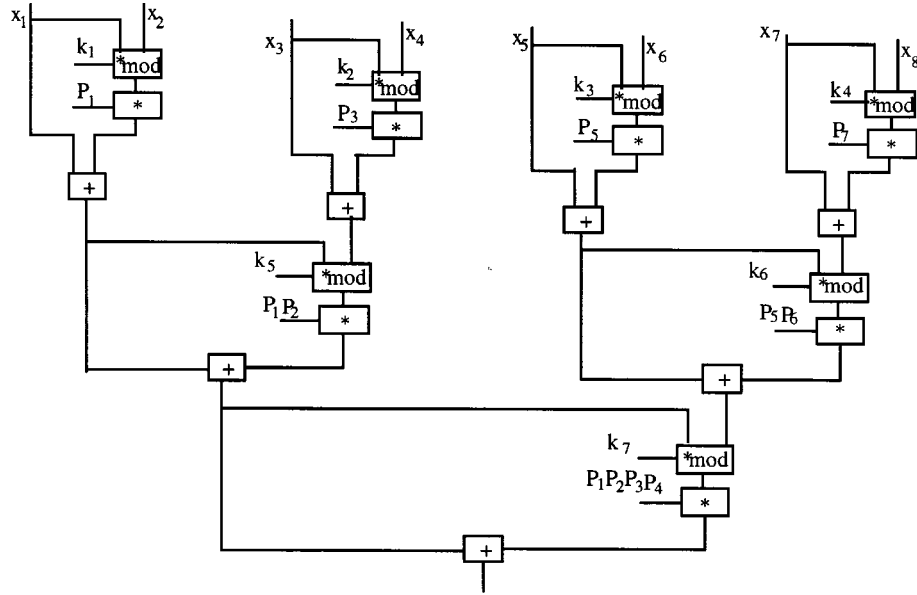 x1 x2
k1 *mod
P1 *
+
x3 x4
k2 *mod
P3 *
+
x5 x6
k3 *mod
P5 *
+
x7 x8
k4 *mod
P7 *
+
k5 *mod
P1P2 *
+
k6 *mod
P5P6 *
+
k7 *mod
P1P2P3P4 *
+